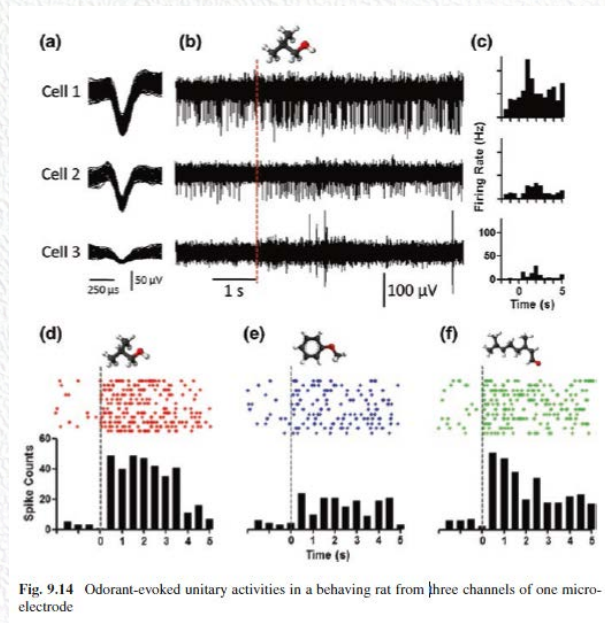 (a) (b) (c)
Cell 1
Cell 2
Cell 3
Firing Rate (Hz)
100-
50-
0
250 µs
50 µV
1 s
100 µV
0 5
Time (s)
(d) (e) (f)
Spike Counts
60
40
20
0
0 1 2 3 4 5
0 1 2 3 4 5
0 1 2 3 4 5
Time (s)
Fig. 9.14 Odorant-evoked unitary activities in a behaving rat from three channels of one micro-
electrode